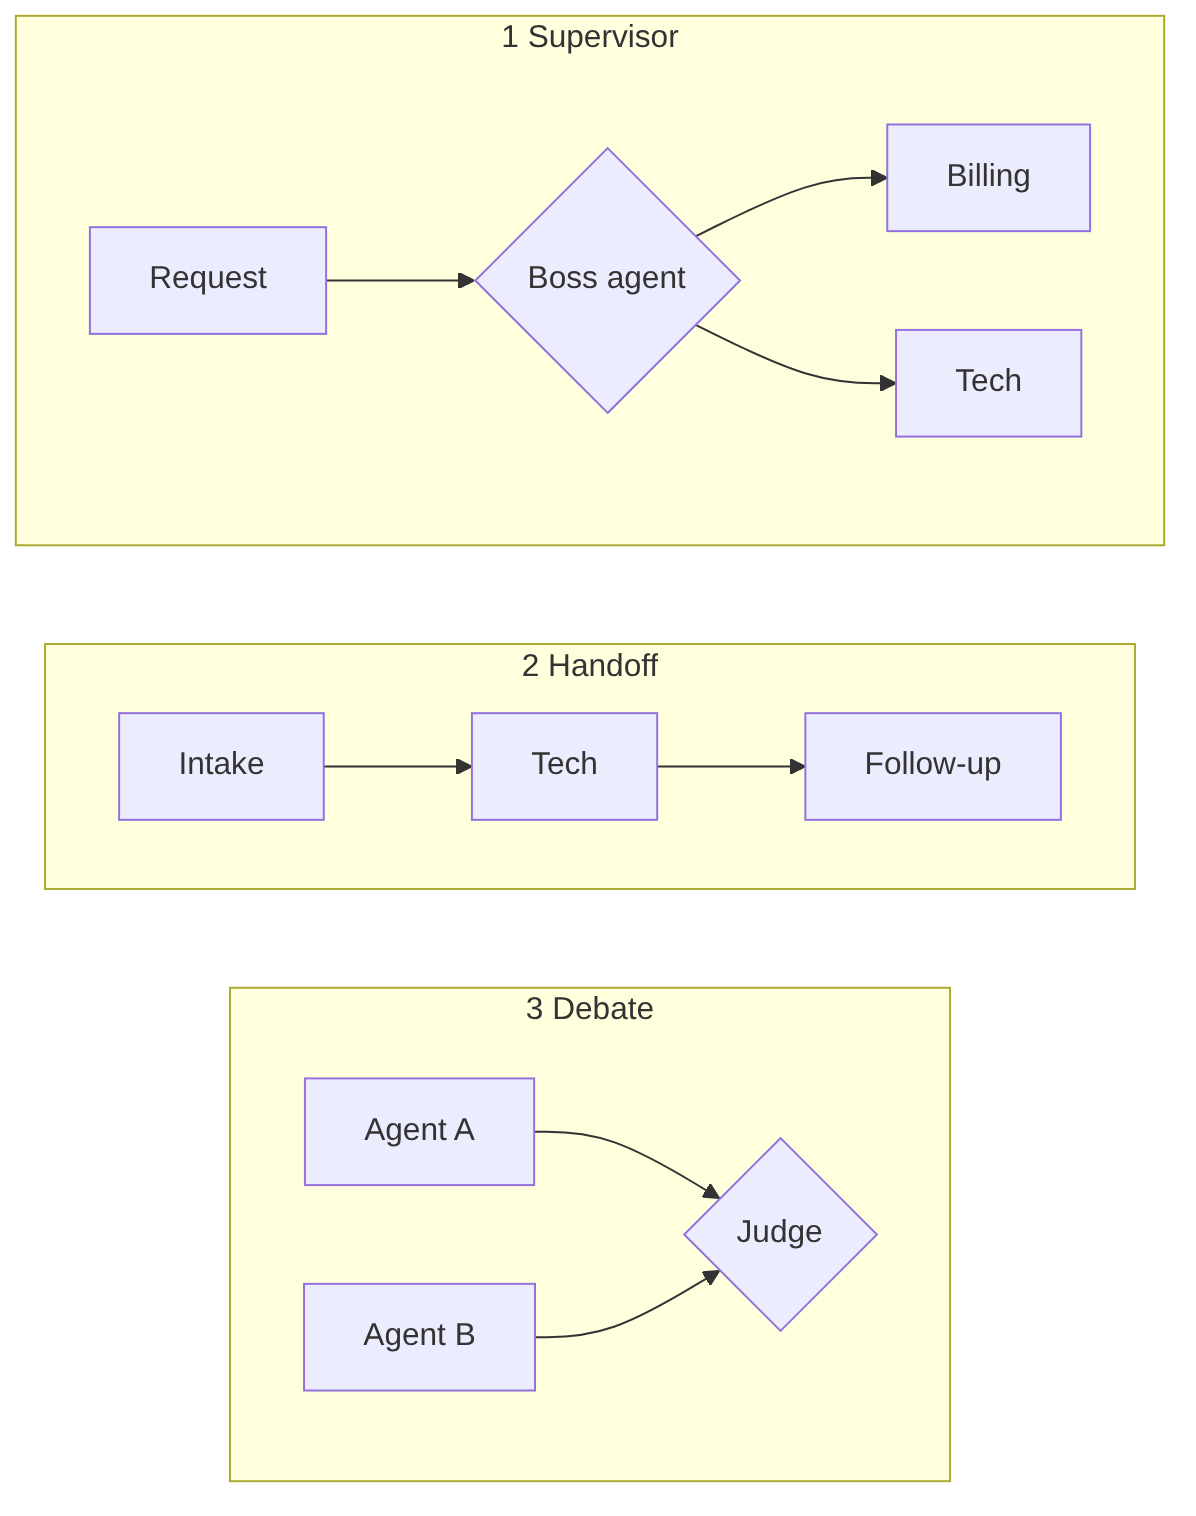 1 Supervisor
Request
Boss agent
Billing
Tech
2 Handoff
Intake
Tech
Follow-up
3 Debate
Agent A
Agent B
Judge